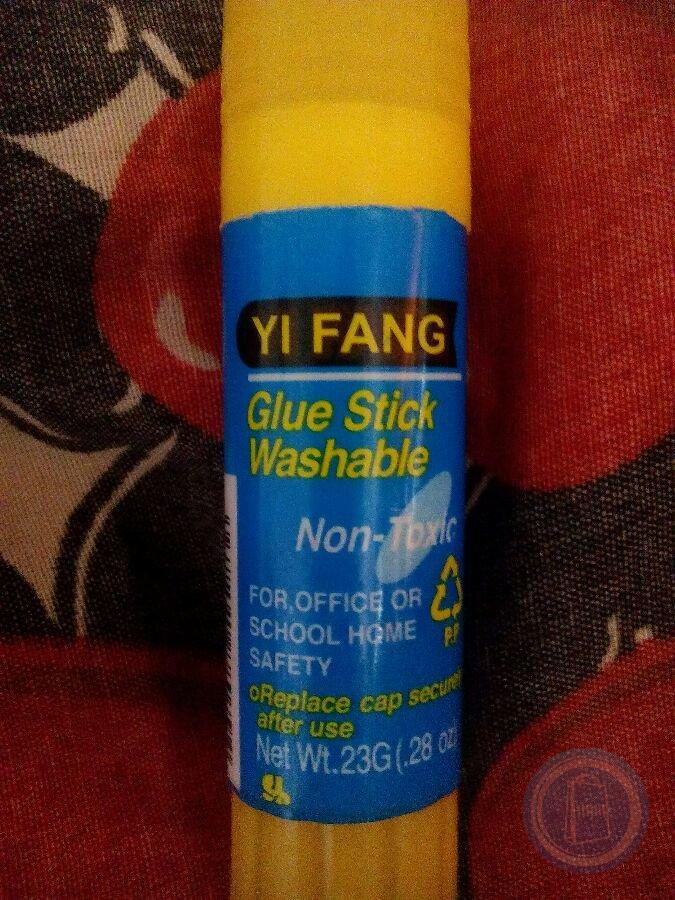 YI FANG
Glue Stick
Washable
Non-Toxic
FOR,OFFICE OR
SCHOOL HOME
SAFETY
oReplace cap securely
after use
Net Wt.23G(.28 oz)
P.P